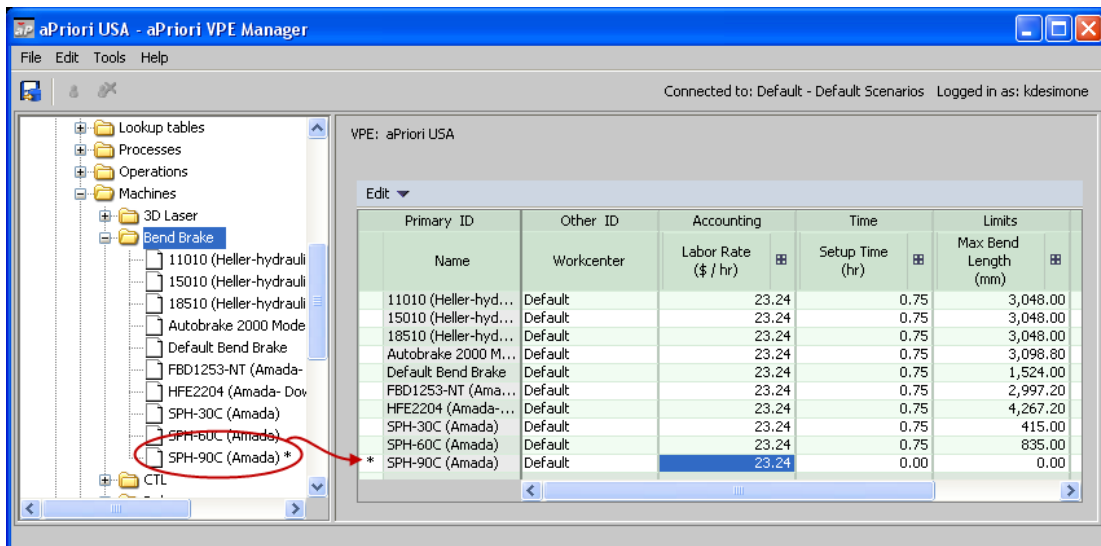 aP aPriori USA - aPriori VPE Manager
File Edit Tools Help
Connected to: Default - Default Scenarios Logged in as: kdesimone
Lookup tables
Processes
Operations
Machines
3D Laser
Bend Brake
11010 (Heller-hydrauli
15010 (Heller-hydrauli
18510 (Heller-hydrauli
Autobrake 2000 Mode
Default Bend Brake
FBD1253-NT (Amada-
HFE2204 (Amada- Dow
SPH-30C (Amada)
SPH-60C (Amada)
SPH-90C (Amada) *
CTL
VPE: aPriori USA
Edit
Primary ID Other ID Accounting Time Limits
Name Workcenter Labor Rate ($ / hr) Setup Time (hr) Max Bend Length (mm)
11010 (Heller-hyd... Default 23.24 0.75 3,048.00
15010 (Heller-hyd... Default 23.24 0.75 3,048.00
18510 (Heller-hyd... Default 23.24 0.75 3,048.00
Autobrake 2000 M... Default 23.24 0.75 3,098.80
Default Bend Brake Default 23.24 0.75 1,524.00
FBD1253-NT (Ama... Default 23.24 0.75 2,997.20
HFE2204 (Amada-... Default 23.24 0.75 4,267.20
SPH-30C (Amada) Default 23.24 0.75 415.00
SPH-60C (Amada) Default 23.24 0.75 835.00
* SPH-90C (Amada) Default 23.24 0.00 0.00